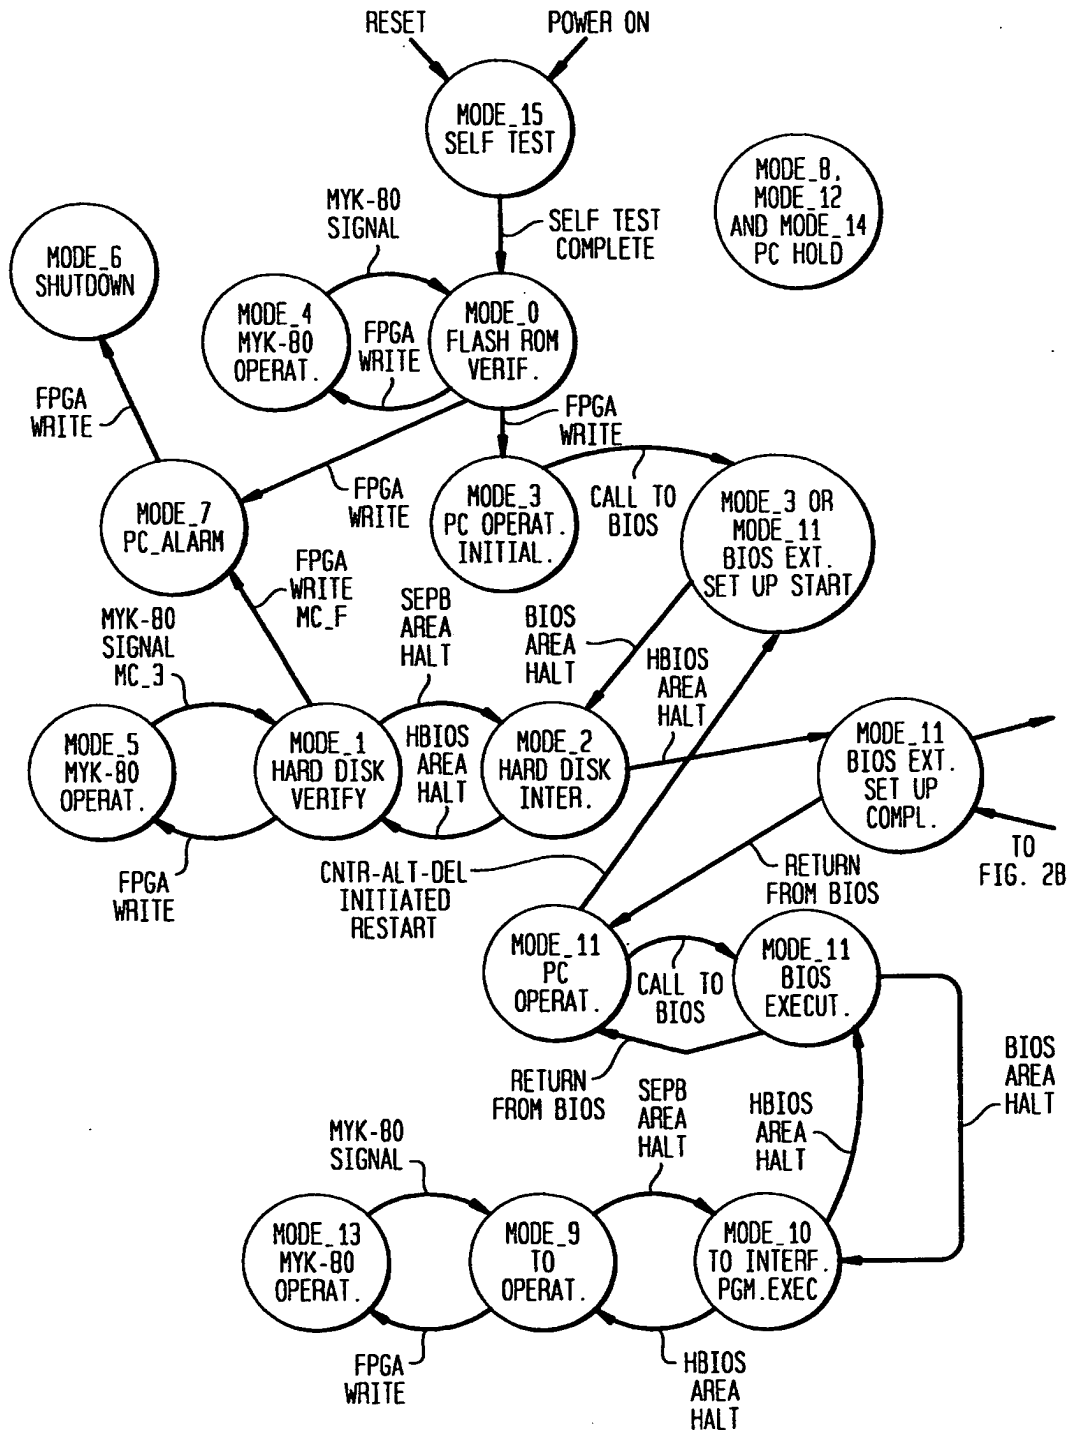 RESET
POWER ON
MODE_15
SELF TEST
MODE_8,
MODE_12
AND MODE_14
PC HOLD
MYK-80
SIGNAL
SELF TEST
COMPLETE
MODE_6
SHUTDOWN
MODE_4
MYK-80
OPERAT.
FPGA
WRITE
MODE_0
FLASH ROM
VERIF.
FPGA
WRITE
FPGA
WRITE
MODE_7
PC_ALARM
FPGA
WRITE
MODE_3
PC OPERAT.
INITIAL.
CALL TO
BIOS
MODE_3 OR
MODE_11
BIOS EXT.
SET UP START
FPGA
WRITE
MC_F
MYK-80
SIGNAL
MC_3
SEPB
AREA
HALT
BIOS
AREA
HALT
HBIOS
AREA
HALT
MODE_5
MYK-80
OPERAT.
MODE_1
HARD DISK
VERIFY
HBIOS
AREA
HALT
MODE_2
HARD DISK
INTER.
MODE_11
BIOS EXT.
SET UP
COMPL.
FPGA
WRITE
CNTR-ALT-DEL
INITIATED
RESTART
RETURN
FROM BIOS
TO
FIG. 2B
MODE_11
PC
OPERAT.
CALL TO
BIOS
MODE_11
BIOS
EXECUT.
RETURN
FROM BIOS
BIOS
AREA
HALT
MYK-80
SIGNAL
SEPB
AREA
HALT
HBIOS
AREA
HALT
MODE_13
MYK-80
OPERAT.
MODE_9
TO
OPERAT.
MODE_10
TO INTERF.
PGM.EXEC
FPGA
WRITE
HBIOS
AREA
HALT